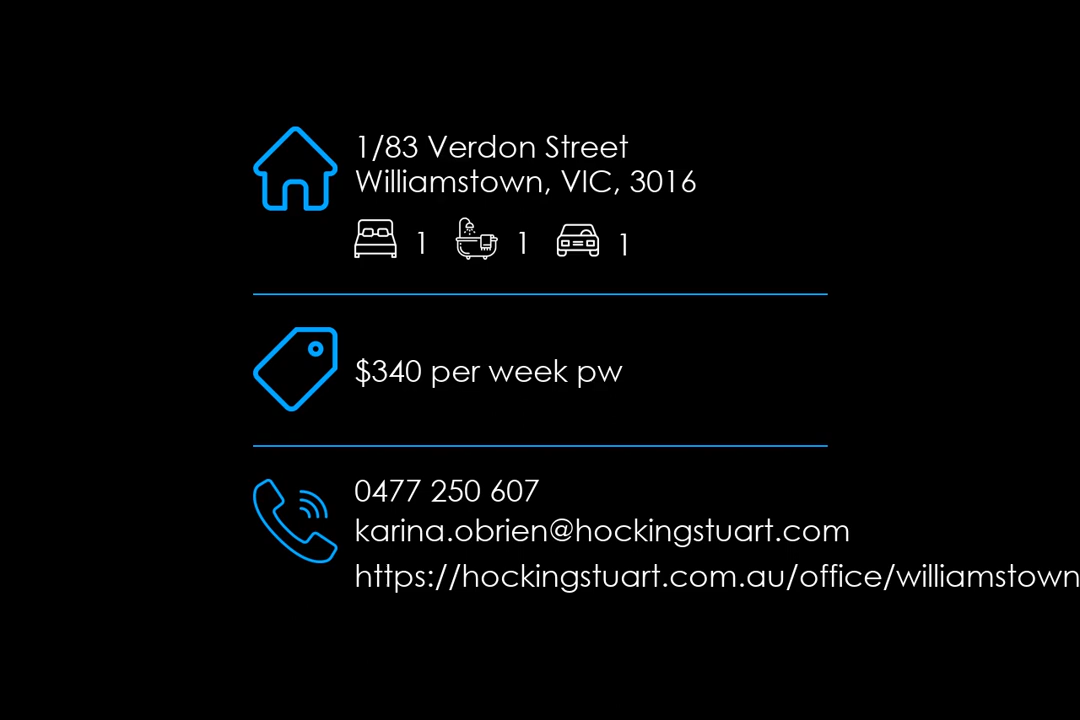 1/83 Verdon Street
Williamstown, VIC, 3016
1 1 1
$340 per week pw
0477 250 607
karina.obrien@hockingstuart.com
https://hockingstuart.com.au/office/williamstown